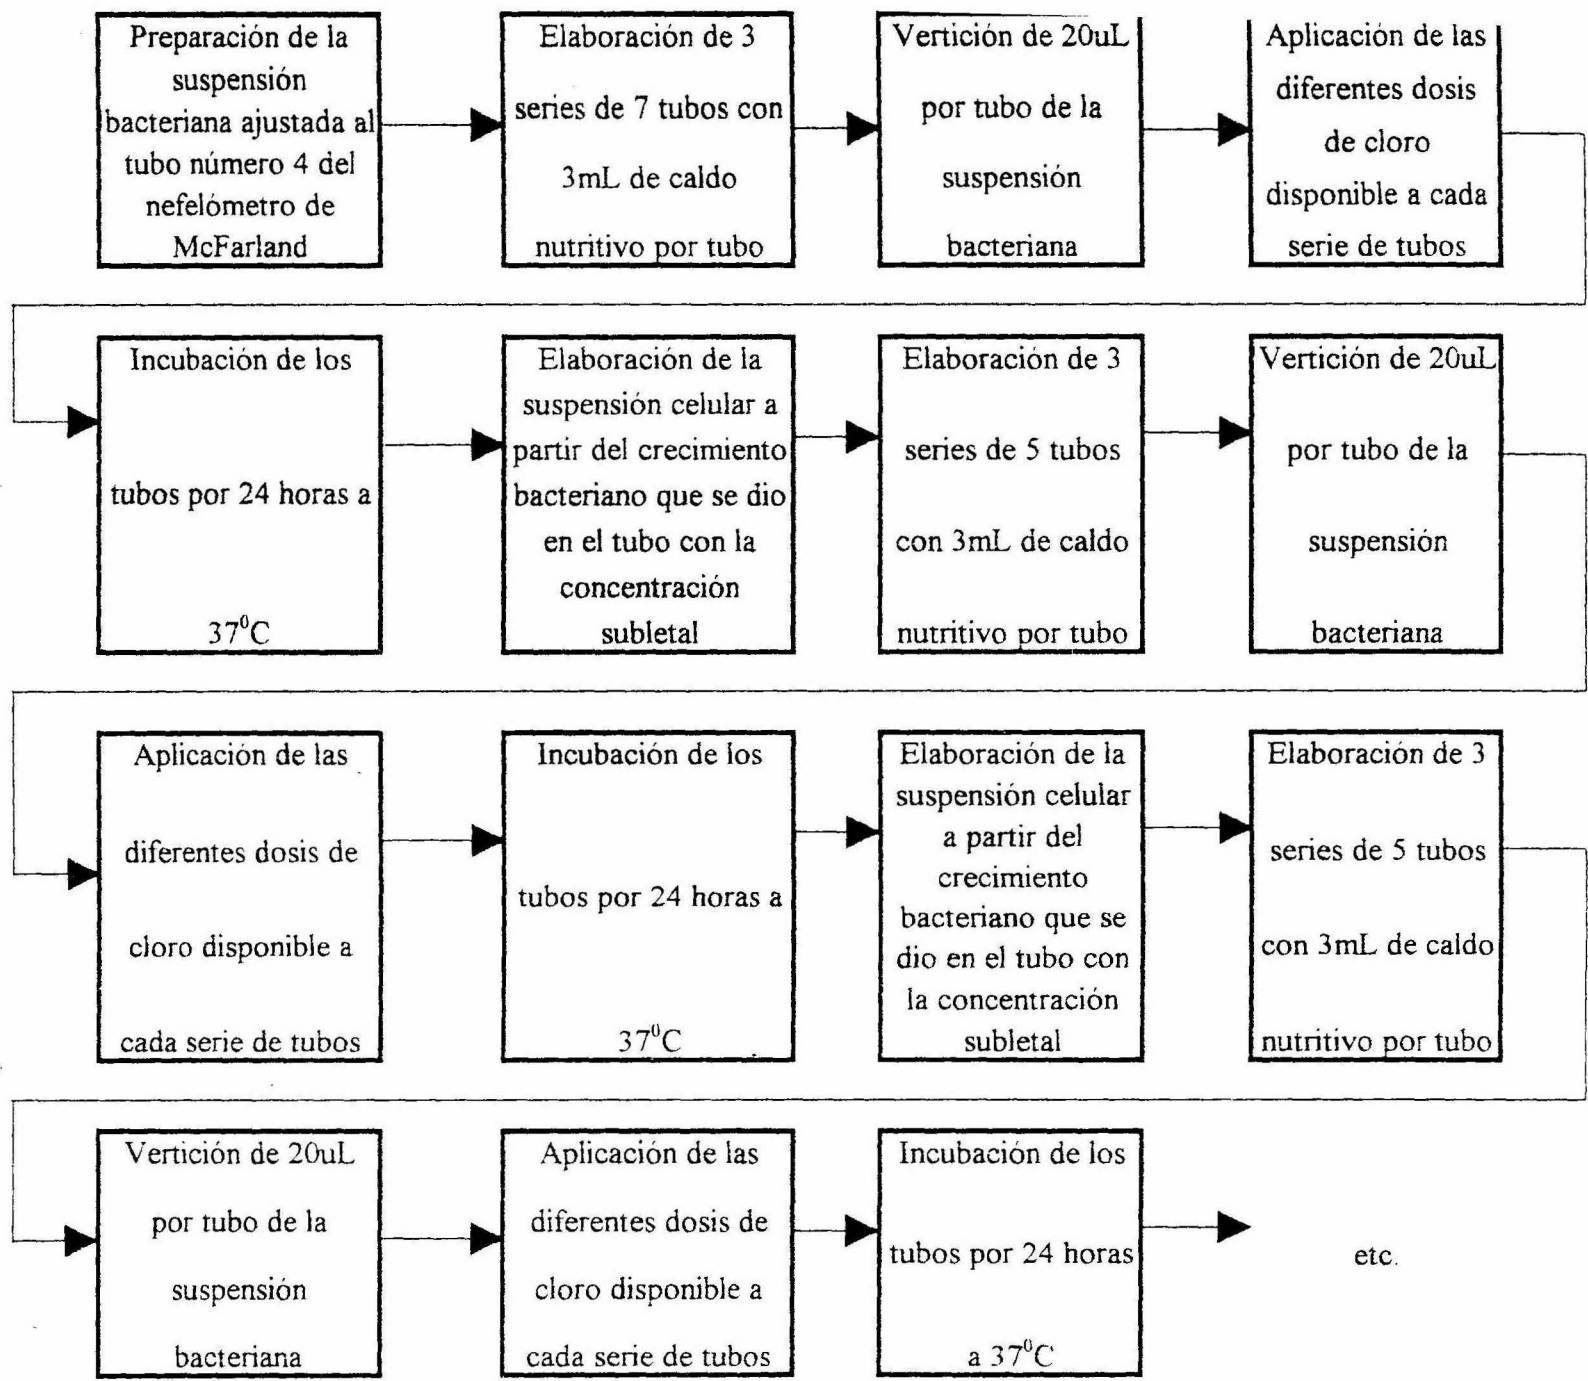 Preparación de la
suspensión
bacteriana ajustada al
tubo número 4 del
nefelómetro de
McFarland
Elaboración de 3
series de 7 tubos con
3mL de caldo
nutritivo por tubo
Vertición de 20uL
por tubo de la
suspensión
bacteriana
Aplicación de las
diferentes dosis
de cloro
disponible a cada
serie de tubos
Incubación de los
tubos por 24 horas a
37⁰C
Elaboración de la
suspensión celular a
partir del crecimiento
bacteriano que se dio
en el tubo con la
concentración
subletal
Elaboración de 3
series de 5 tubos
con 3mL de caldo
nutritivo por tubo
Vertición de 20uL
por tubo de la
suspensión
bacteriana
Aplicación de las
diferentes dosis de
cloro disponible a
cada serie de tubos
Incubación de los
tubos por 24 horas a
37⁰C
Elaboración de la
suspensión celular
a partir del
crecimiento
bacteriano que se
dio en el tubo con
la concentración
subletal
Elaboración de 3
series de 5 tubos
con 3mL de caldo
nutritivo por tubo
Vertición de 20uL
por tubo de la
suspensión
bacteriana
Aplicación de las
diferentes dosis de
cloro disponible a
cada serie de tubos
Incubación de los
tubos por 24 horas
a 37⁰C
etc.